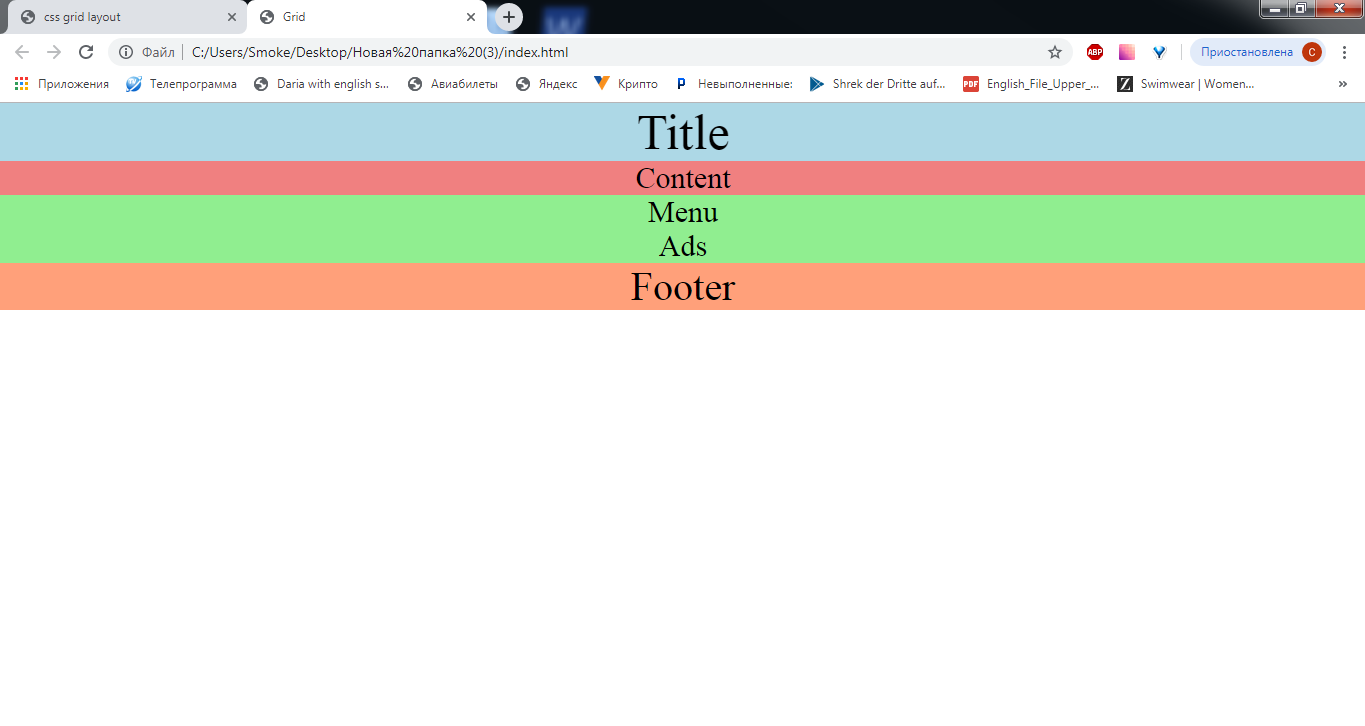 css grid layout
Grid
Файл
C:/Users/Smoke/Desktop/Новая%20папка%20(3)/index.html
ABP
Приостановлена
C
Приложения
Телепрограмма
Daria with english s...
Авиабилеты
Яндекс
Крипто
P Невыполненные:
Shrek der Dritte auf...
PDF English_File_Upper_...
Z Swimwear | Women...
»
Title
Content
Menu
Ads
Footer